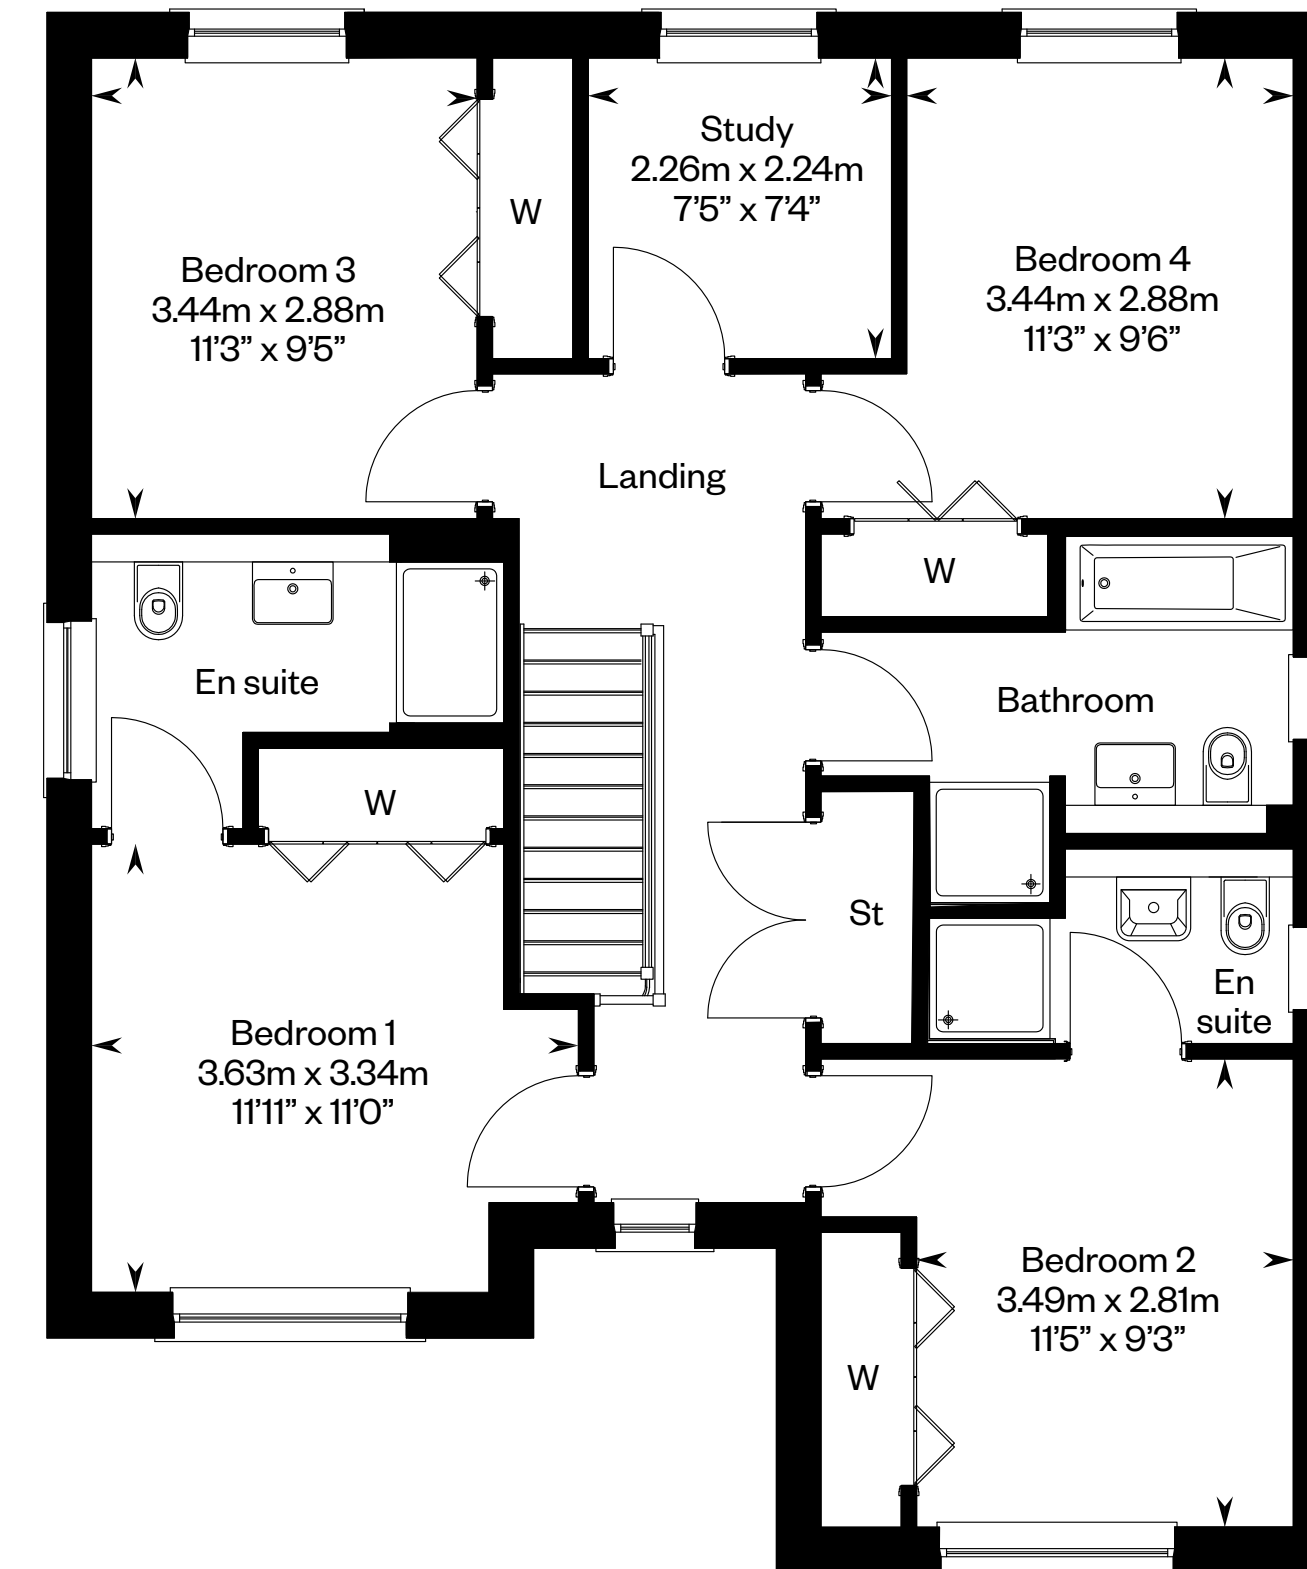 Study
2.26m x 2.24m
7'5” x 7'4”
W
Bedroom 3
3.44m x 2.88m
11'3” x 9'5”
Bedroom 4
3.44m x 2.88m
11'3” x 9'6”
Landing
W
En suite
Bathroom
W
St
En
suite
Bedroom 1
3.63m x 3.34m
11'11” x 11'0”
Bedroom 2
3.49m x 2.81m
11'5” x 9'3”
W